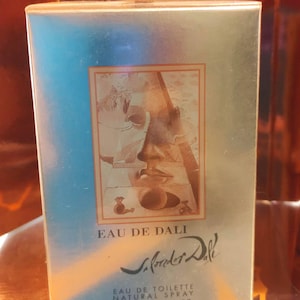 EAU DE DALI
Salvador Dali
EAU DE TOILETTE
NATURAL SPRAY